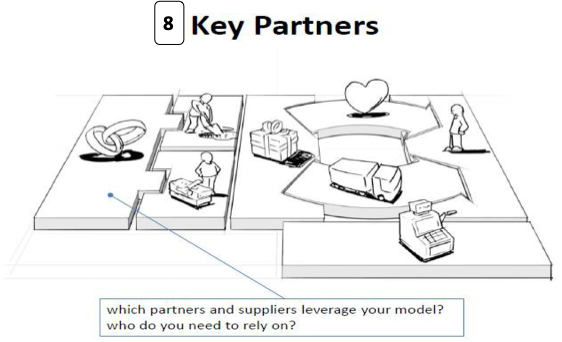 8 Key Partners
which partners and suppliers leverage your model?
who do you need to rely on?